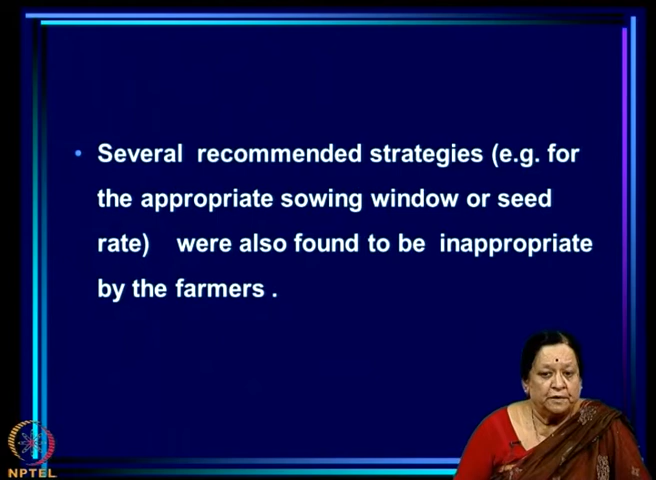 • Several recommended strategies (e.g. for
the appropriate sowing window or seed
rate) were also found to be inappropriate
by the farmers .
NPTEL